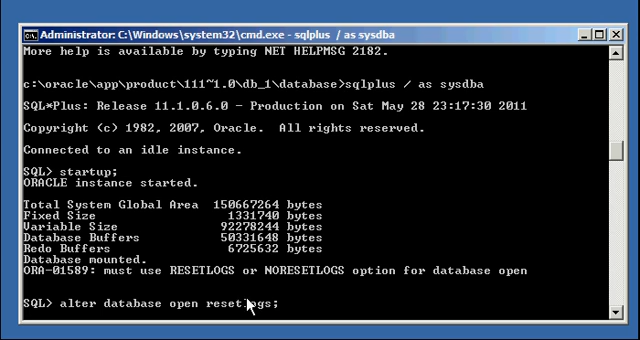 Administrator: C:\Windows\system32\cmd.exe - sqlplus / as sysdba
More help is available by typing NET HELPMSG 2182.
c:\oracle\app\product\111~1.0\db_1\database>sqlplus / as sysdba
SQL*Plus: Release 11.1.0.6.0 - Production on Sat May 28 23:17:30 2011
Copyright (c) 1982, 2007, Oracle.  All rights reserved.
Connected to an idle instance.
SQL> startup;
ORACLE instance started.
Total System Global Area  150667264 bytes
Fixed Size                  1331740 bytes
Variable Size              92278244 bytes
Database Buffers           50331648 bytes
Redo Buffers                6725632 bytes
Database mounted.
ORA-01589: must use RESETLOGS or NORESETLOGS option for database open
SQL> alter database open resetlogs;